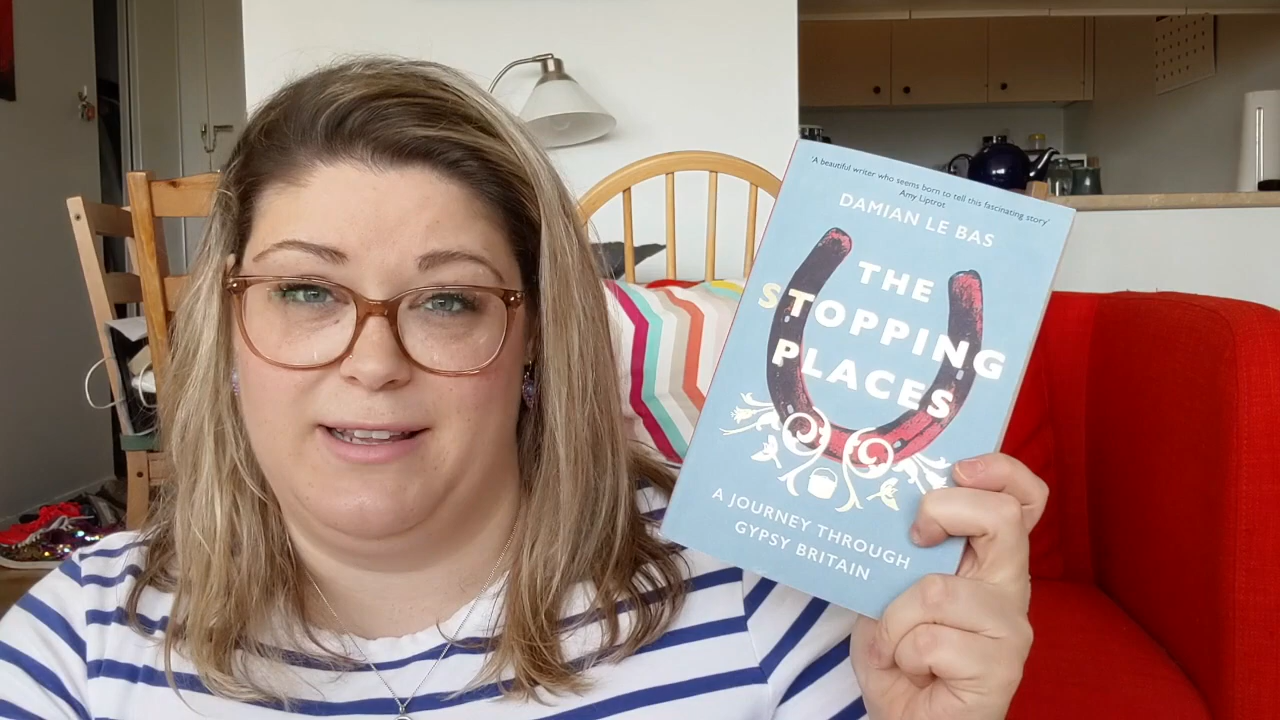 'A beautiful writer who seems born to tell this fascinating story'
Amy Liptrot
DAMIAN LE BAS
THE
STOPPING
PLACES
A JOURNEY THROUGH
GYPSY BRITAIN